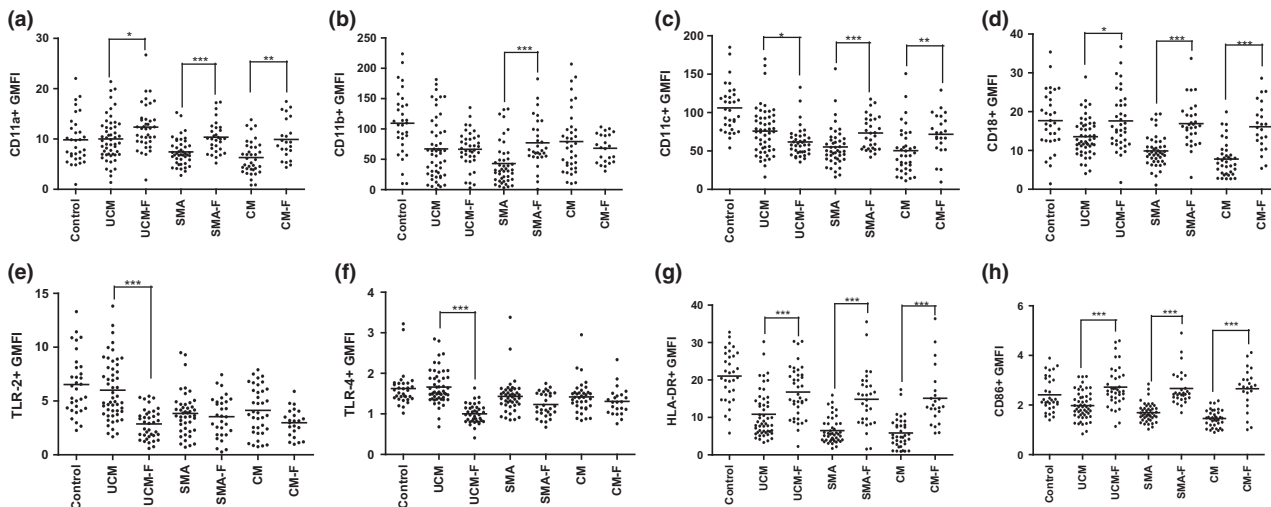 (a)
CD11a+ GMFI
30
20
10
0
*
***
**
Control
UCM
UCM-F
SMA
SMA-F
CM
CM-F
(b)
CD11b+ GMFI
250
200
150
100
50
0
***
Control
UCM
UCM-F
SMA
SMA-F
CM
CM-F
(c)
CD11c+ GMFI
200
150
100
50
0
*
***
**
Control
UCM
UCM-F
SMA
SMA-F
CM
CM-F
(d)
CD18+ GMFI
40
30
20
10
0
*
***
***
Control
UCM
UCM-F
SMA
SMA-F
CM
CM-F
(e)
TLR-2+ GMFI
15
10
5
0
***
Control
UCM
UCM-F
SMA
SMA-F
CM
CM-F
(f)
TLR-4+ GMFI
4
3
2
1
0
***
Control
UCM
UCM-F
SMA
SMA-F
CM
CM-F
(g)
HLA-DR+ GMFI
40
30
20
10
0
***
***
***
Control
UCM
UCM-F
SMA
SMA-F
CM
CM-F
(h)
CD86+ GMFI
6
4
2
0
***
***
***
Control
UCM
UCM-F
SMA
SMA-F
CM
CM-F